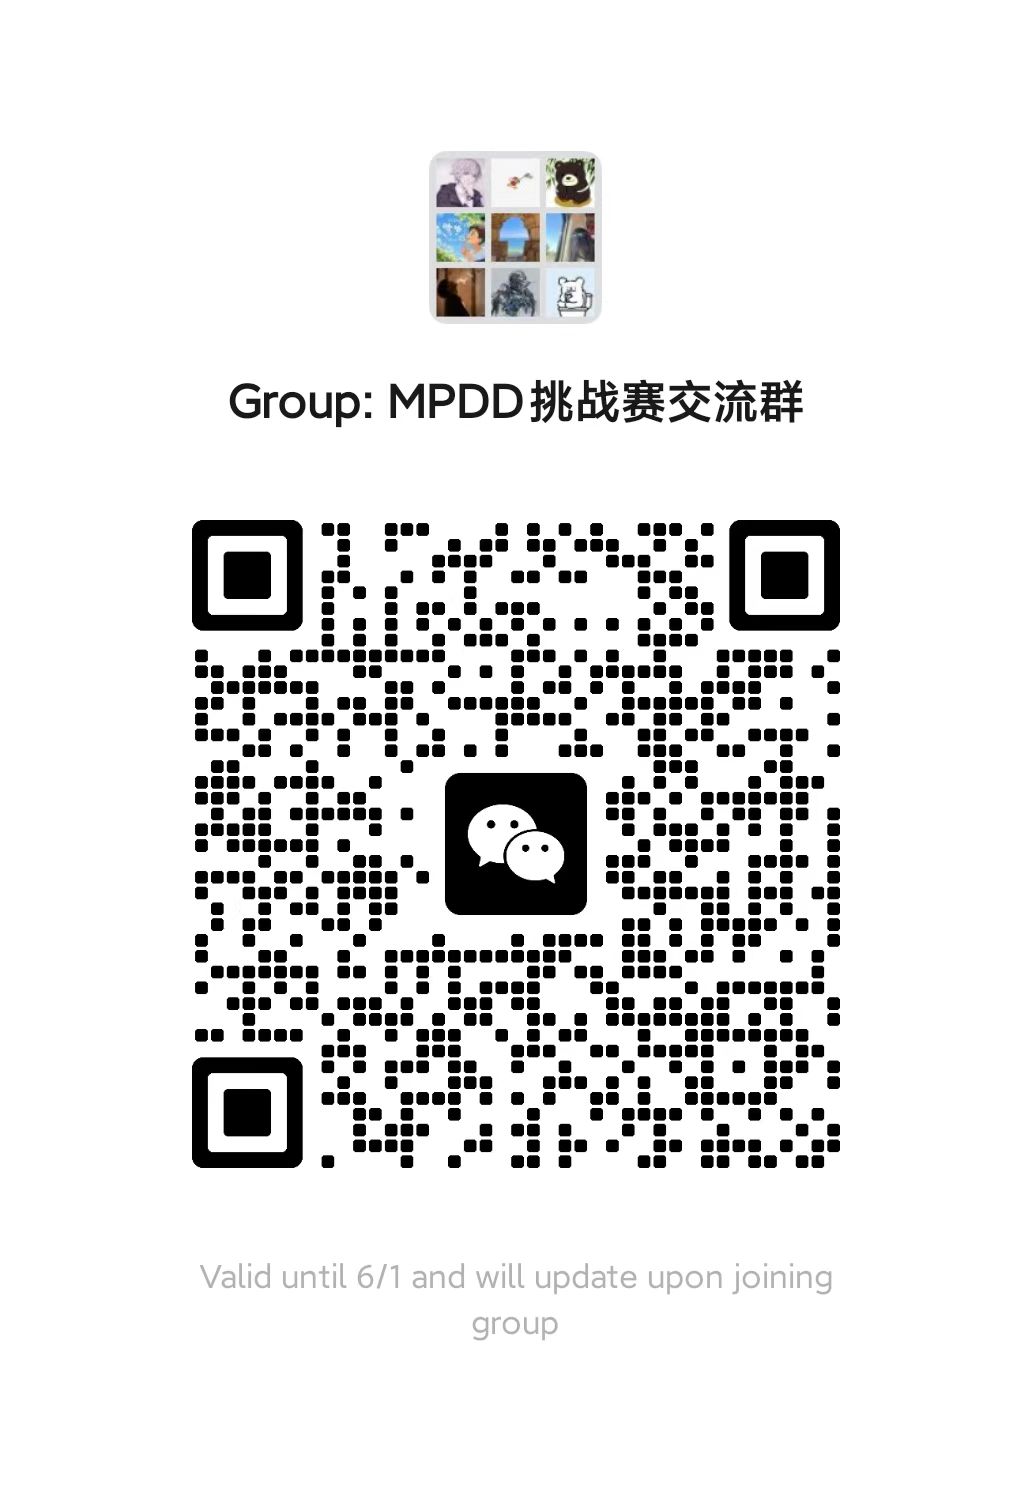 Group: MPDD挑战赛交流群
Valid until 6/1 and will update upon joining
group